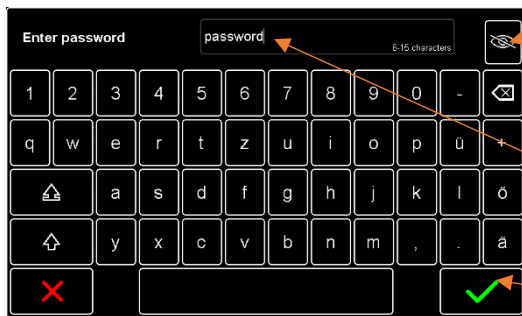 Enter password
password
6-15 characters
1 2 3 4 5 6 7 8 9 0 -
q w e r t z u i o p ü +
a s d f g h j k l ö
y x c v b n m , . ä